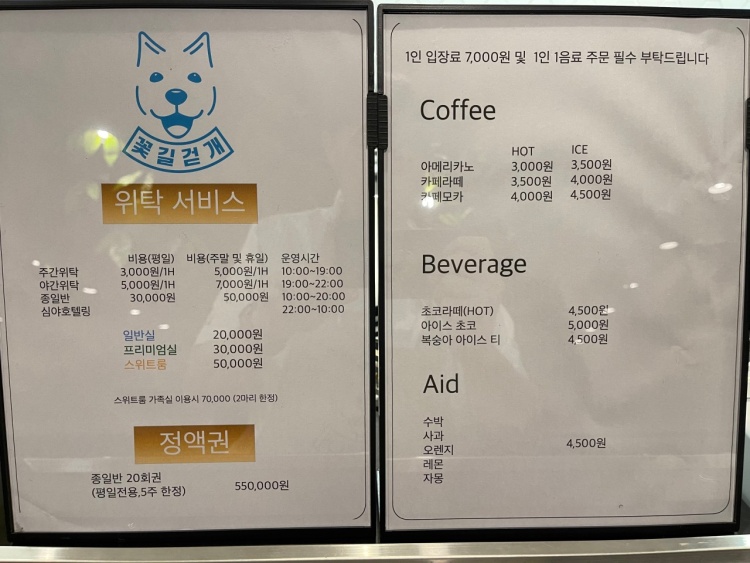 꽃길걷개
위탁 서비스
비용(평일) 비용(주말 및 휴일) 운영시간
주간위탁 3,000원/1H 5,000원/1H 10:00~19:00
야간위탁 5,000원/1H 7,000원/1H 19:00~22:00
종일반 30,000원 50,000원 10:00~20:00
심야호텔링 22:00~10:00
일반실 20,000원
프리미엄실 30,000원
스위트룸 50,000원
스위트룸 가족실 이용시 70,000 (2마리 한정)
정액권
종일반 20회권
(평일전용,5주 한정) 550,000원
1인 입장료 7,000원 및 1인 1음료 주문 필수 부탁드립니다
Coffee
HOT ICE
아메리카노 3,000원 3,500원
카페라떼 3,500원 4,000원
카페모카 4,000원 4,500원
Beverage
초코라떼(HOT) 4,500원
아이스 초코 5,000원
복숭아 아이스 티 4,500원
Aid
수박
사과
오렌지 4,500원
레몬
자몽